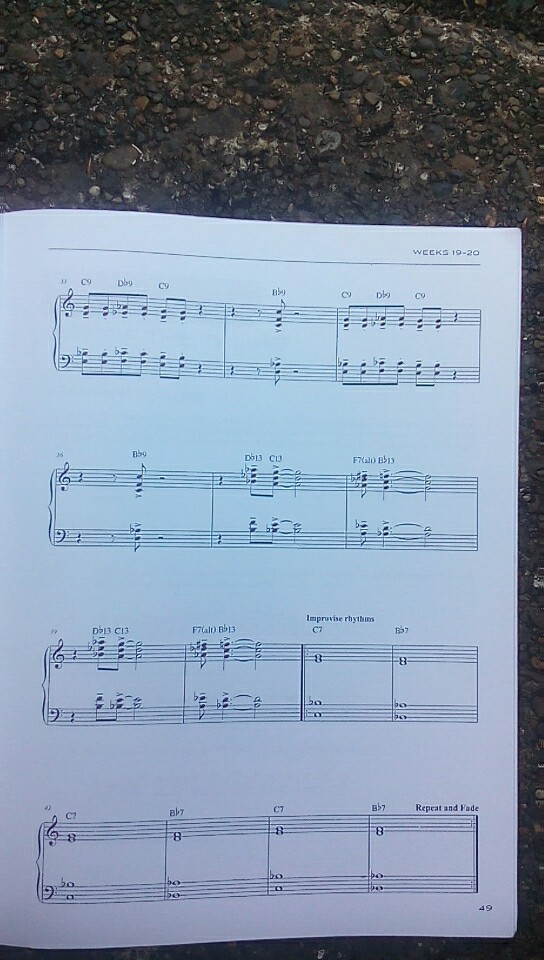 WEEKS 19-20
33 C9 D♭9 C9 B♭9 C9 D♭9 C9
36 B♭9 D♭13 C13 F7(alt) B♭13
Improvise rhythms
39 D♭13 C13 F7(alt) B♭13 C7 B♭7
Repeat and Fade
42 C7 B♭7 C7 B♭7
49